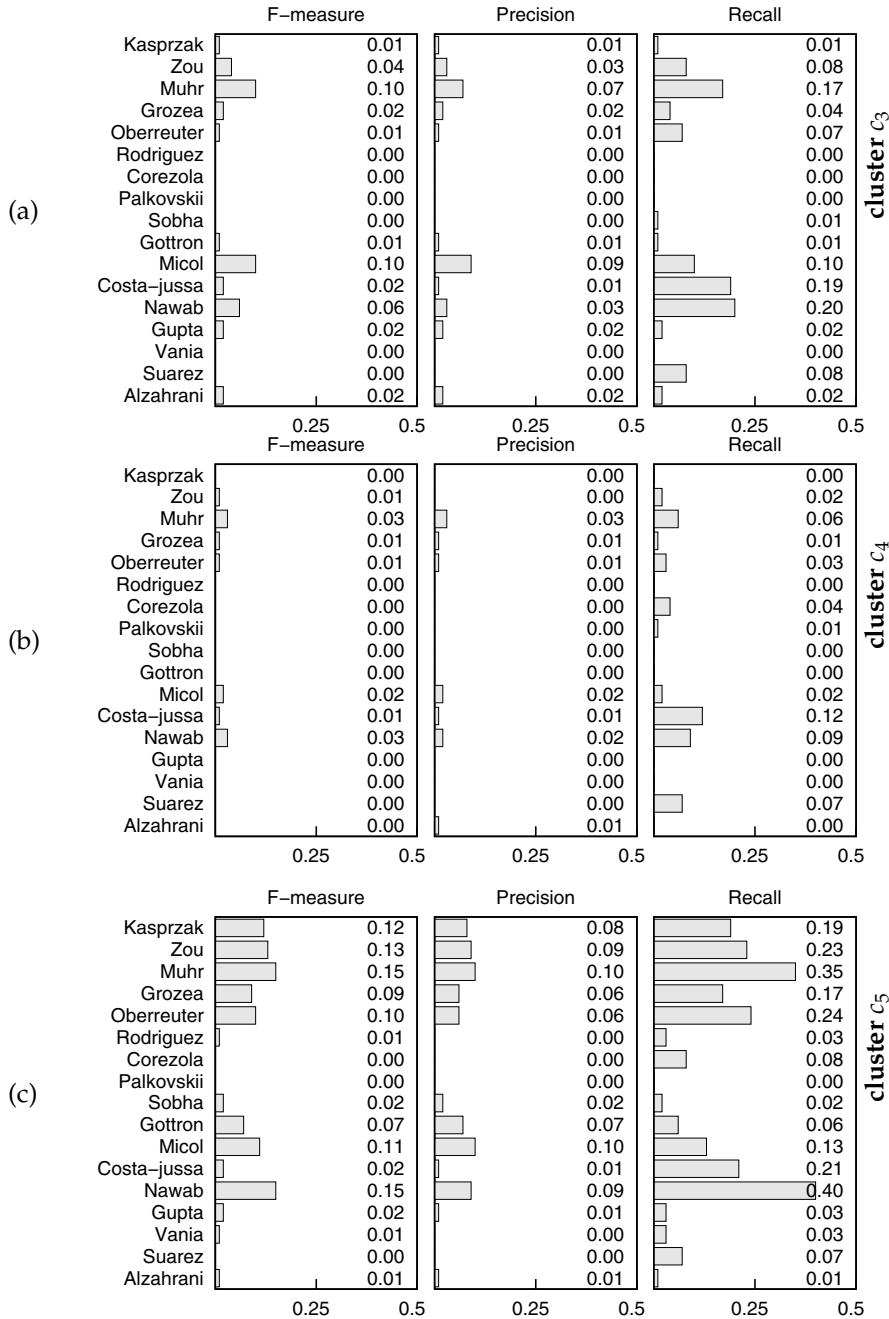 F−measure Precision Recall
Kasprzak 0.01 0.01 0.01
Zou 0.04 0.03 0.08
Muhr 0.10 0.07 0.17
Grozea 0.02 0.02 0.04
Oberreuter 0.01 0.01 0.07
Rodriguez 0.00 0.00 0.00
Corezola 0.00 0.00 0.00
Palkovskii 0.00 0.00 0.00
(a)
Sobha 0.00 0.00 0.01
Gottron 0.01 0.01 0.01
Micol 0.10 0.09 0.10
Costa−jussa 0.02 0.01 0.19
Nawab 0.06 0.03 0.20
Gupta 0.02 0.02 0.02
Vania 0.00 0.00 0.00
Suarez 0.00 0.00 0.08
Alzahrani 0.02 0.02 0.02
cluster c3
0.25 0.5 0.25 0.5 0.25 0.5
F−measure Precision Recall
Kasprzak 0.00 0.00 0.00
Zou 0.01 0.00 0.02
Muhr 0.03 0.03 0.06
Grozea 0.01 0.01 0.01
Oberreuter 0.01 0.01 0.03
Rodriguez 0.00 0.00 0.00
Corezola 0.00 0.00 0.04
Palkovskii 0.00 0.00 0.01
(b)
Sobha 0.00 0.00 0.00
Gottron 0.00 0.00 0.00
Micol 0.02 0.02 0.02
Costa−jussa 0.01 0.01 0.12
Nawab 0.03 0.02 0.09
Gupta 0.00 0.00 0.00
Vania 0.00 0.00 0.00
Suarez 0.00 0.00 0.07
Alzahrani 0.00 0.01 0.00
cluster c4
0.25 0.5 0.25 0.5 0.25 0.5
F−measure Precision Recall
Kasprzak 0.12 0.08 0.19
Zou 0.13 0.09 0.23
Muhr 0.15 0.10 0.35
Grozea 0.09 0.06 0.17
Oberreuter 0.10 0.06 0.24
Rodriguez 0.01 0.00 0.03
Corezola 0.00 0.00 0.08
Palkovskii 0.00 0.00 0.00
(c)
Sobha 0.02 0.02 0.02
Gottron 0.07 0.07 0.06
Micol 0.11 0.10 0.13
Costa−jussa 0.02 0.01 0.21
Nawab 0.15 0.09 0.40
Gupta 0.02 0.01 0.03
Vania 0.01 0.00 0.03
Suarez 0.00 0.00 0.07
Alzahrani 0.01 0.01 0.01
cluster c5
0.25 0.5 0.25 0.5 0.25 0.5